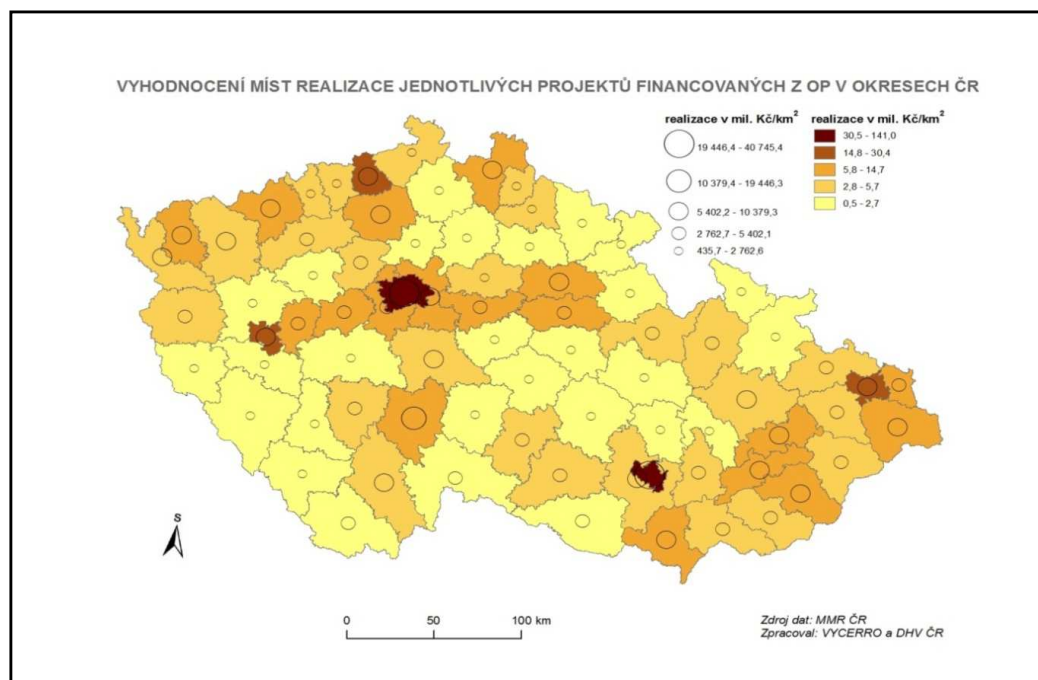 VYHODNOCENÍ MÍST REALIZACE JEDNOTLIVÝCH PROJEKTŮ FINANCOVANÝCH Z OP V OKRESECH ČR
realizace v mil. Kč/km²
19 446,4 - 40 745,4
10 379,4 - 19 446,3
5 402,2 - 10 379,3
2 762,7 - 5 402,1
435,7 - 2 762,6
realizace v mil. Kč/km²
30,5 - 141,0
14,8 - 30,4
5,8 - 14,7
2,8 - 5,7
0,5 - 2,7
S
0 50 100 km
Zdroj dat: MMR ČR
Zpracoval: VYCERRO a DHV ČR